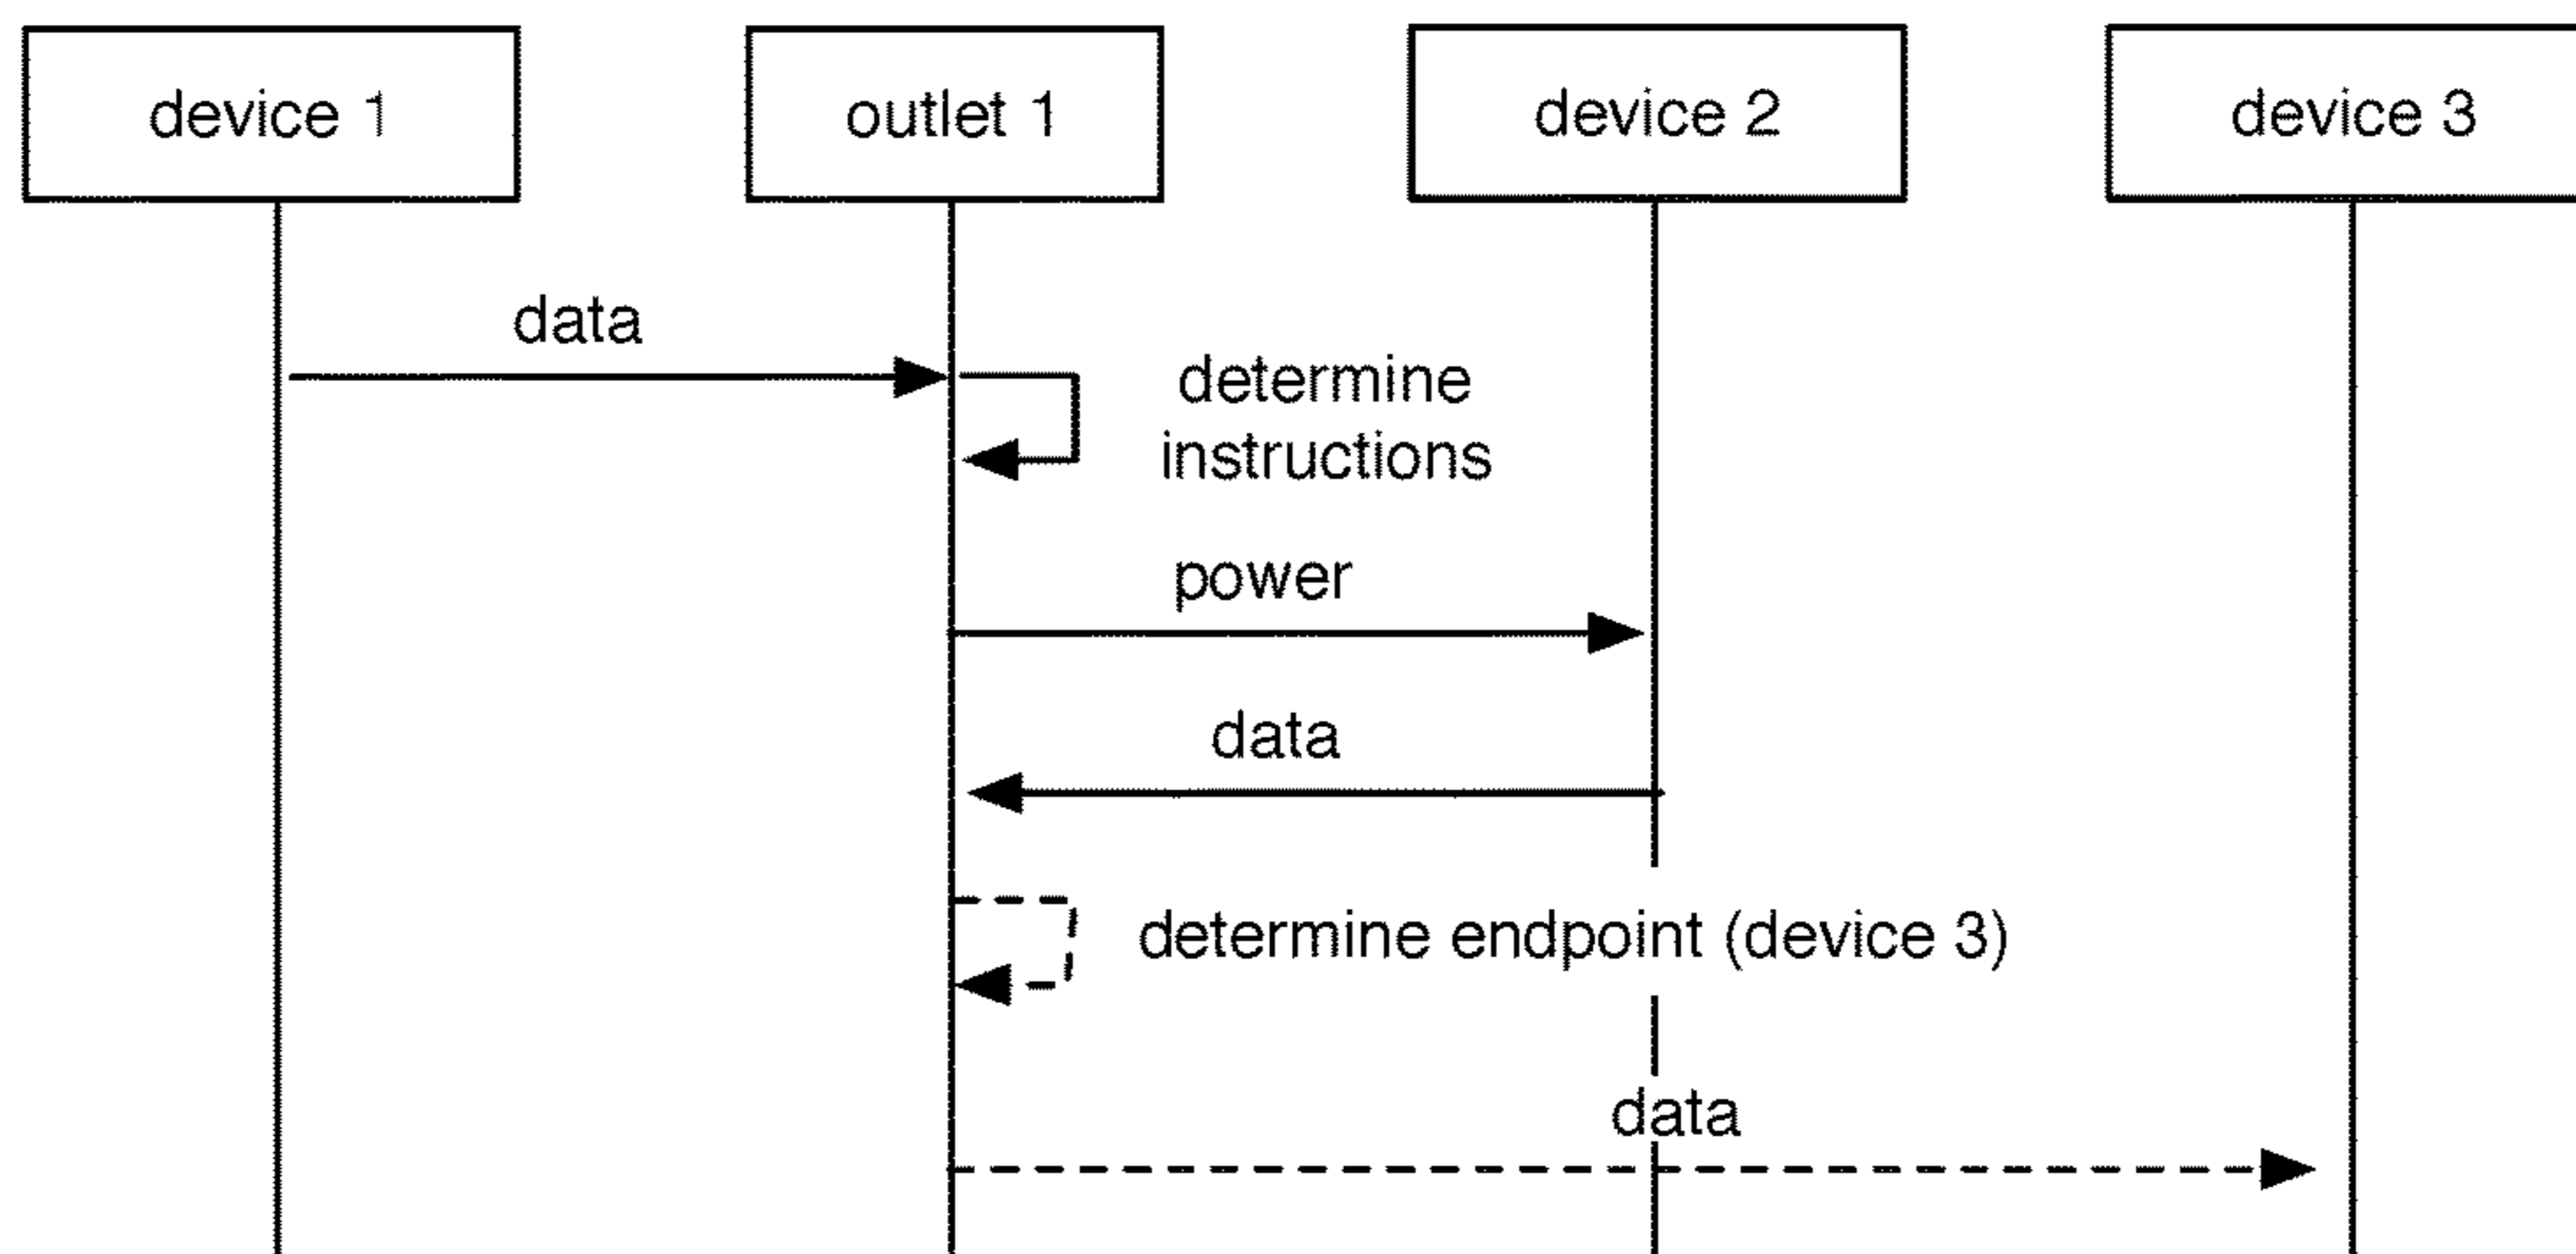 device 1
outlet 1
device 2
device 3
data
determine
instructions
power
data
determine endpoint (device 3)
data